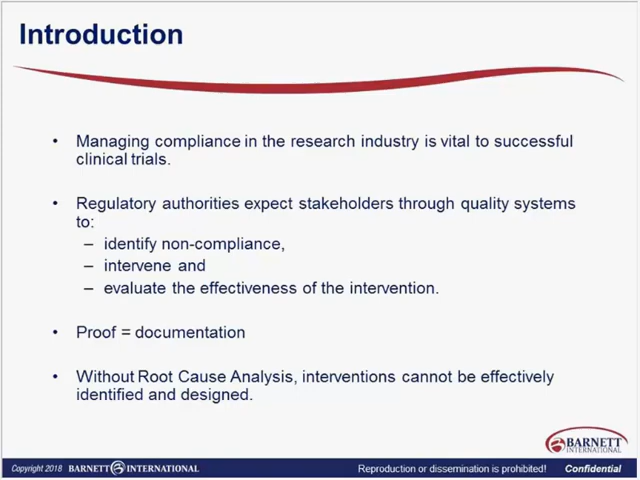 Introduction
• Managing compliance in the research industry is vital to successful
clinical trials.
• Regulatory authorities expect stakeholders through quality systems
to:
– identify non-compliance,
– intervene and
– evaluate the effectiveness of the intervention.
• Proof = documentation
• Without Root Cause Analysis, interventions cannot be effectively
identified and designed.
BARNETT
INTERNATIONAL
Copyright 2018 BARNETT INTERNATIONAL Reproduction or dissemination is prohibited! Confidential